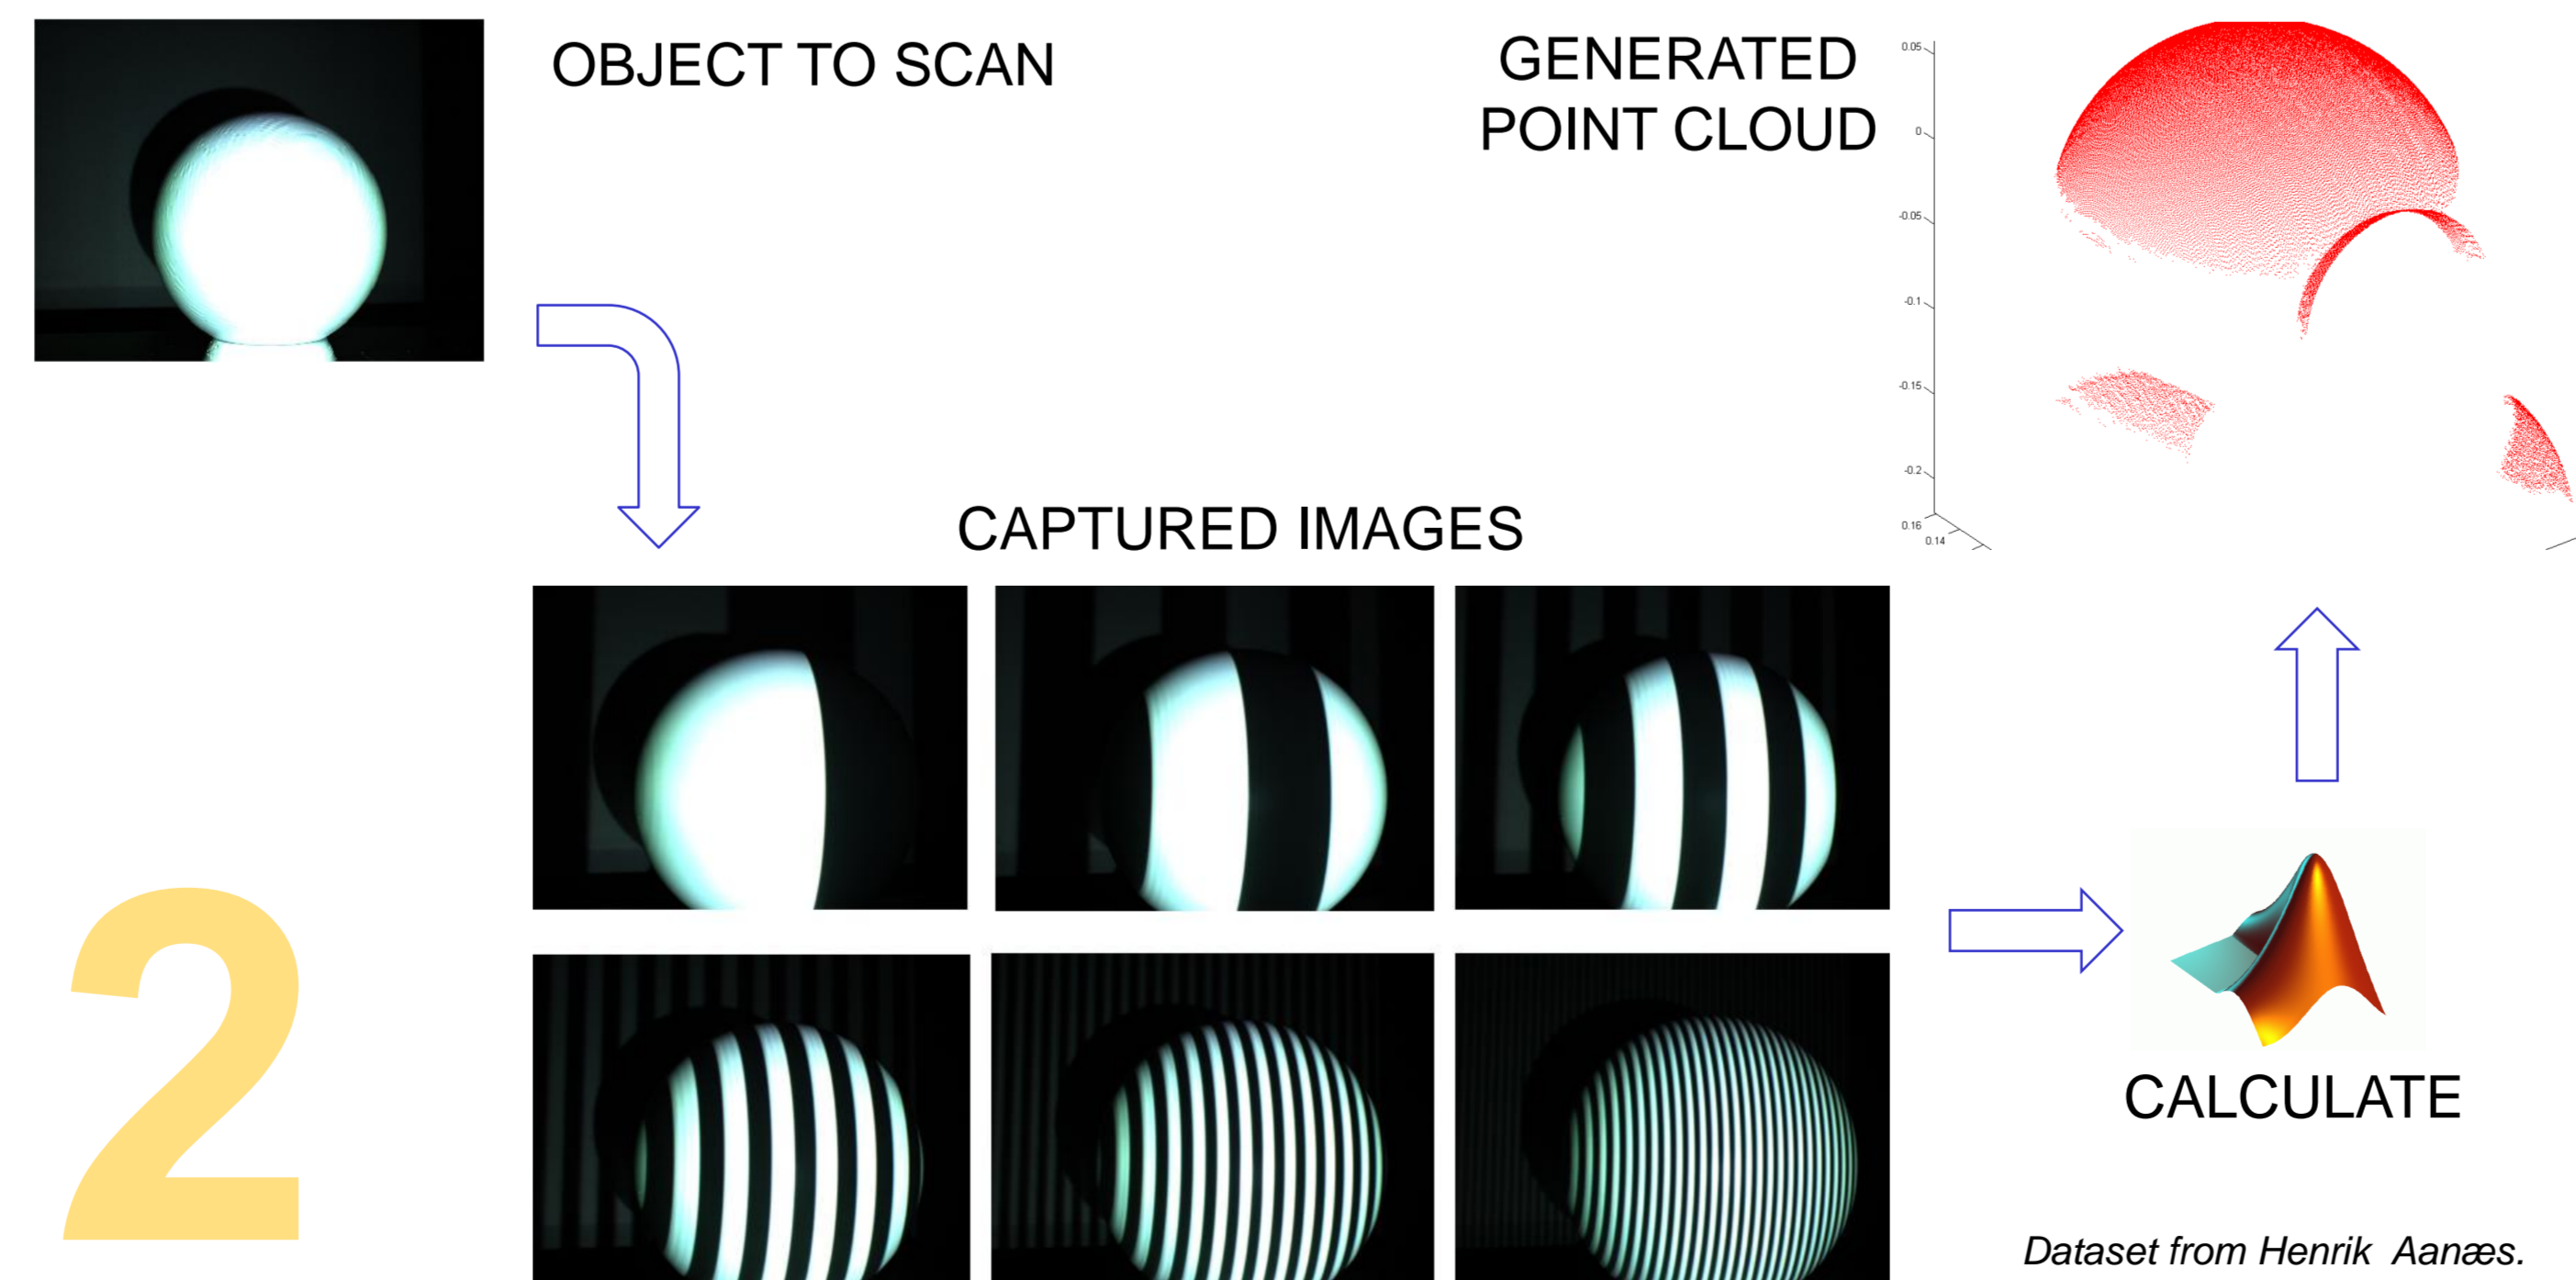 OBJECT TO SCAN
GENERATED
POINT CLOUD
0.05
0
-0.05
-0.1
-0.15
-0.2
0.16
0.14
CAPTURED IMAGES
2
CALCULATE
Dataset from Henrik Aanæs.